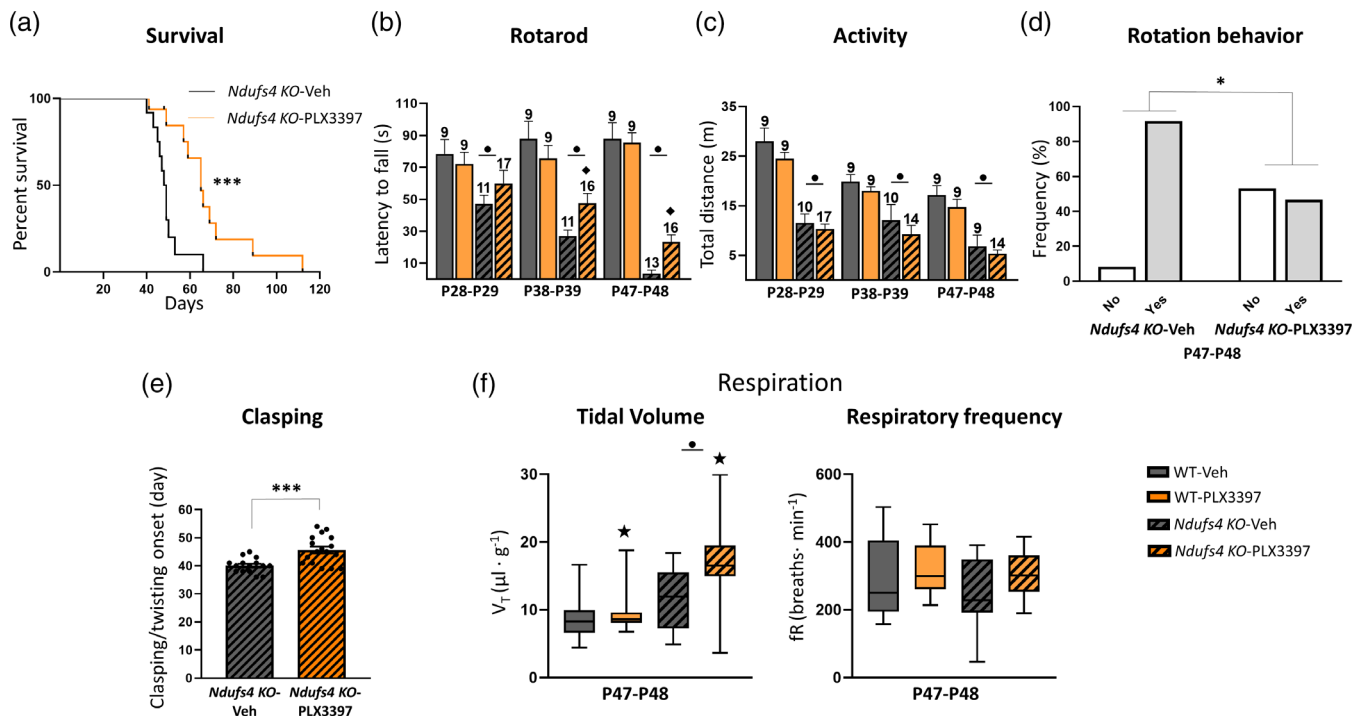 (a)
Survival
Ndufs4 KO-Veh
Ndufs4 KO-PLX3397
Percent survival
100
50
0
***
0 20 40 60 80 100 120
Days
(b)
Rotarod
Latency to fall (s)
110
90
70
50
30
10
9 9 11 17 9 9 11 16 9 9 13 16
P28-P29 P38-P39 P47-P48
(c)
Activity
Total distance (m)
35
25
15
5
9 9 10 17 9 9 10 14 9 9 9 14
P28-P29 P38-P39 P47-P48
(d)
Rotation behavior
*
Frequency (%)
100
80
60
40
20
0
No Yes No Yes
Ndufs4 KO-Veh Ndufs4 KO-PLX3397
P47-P48
(e)
Clasping
***
Clasping/twisting onset (day)
60
50
40
30
20
10
0
Ndufs4 KO-
Veh
Ndufs4 KO-
PLX3397
(f)
Respiration
Tidal Volume
VT (µl · g⁻¹)
30
20
10
0
P47-P48
Respiratory frequency
fR (breaths· min⁻¹)
600
400
200
0
P47-P48
WT-Veh
WT-PLX3397
Ndufs4 KO-Veh
Ndufs4 KO-PLX3397